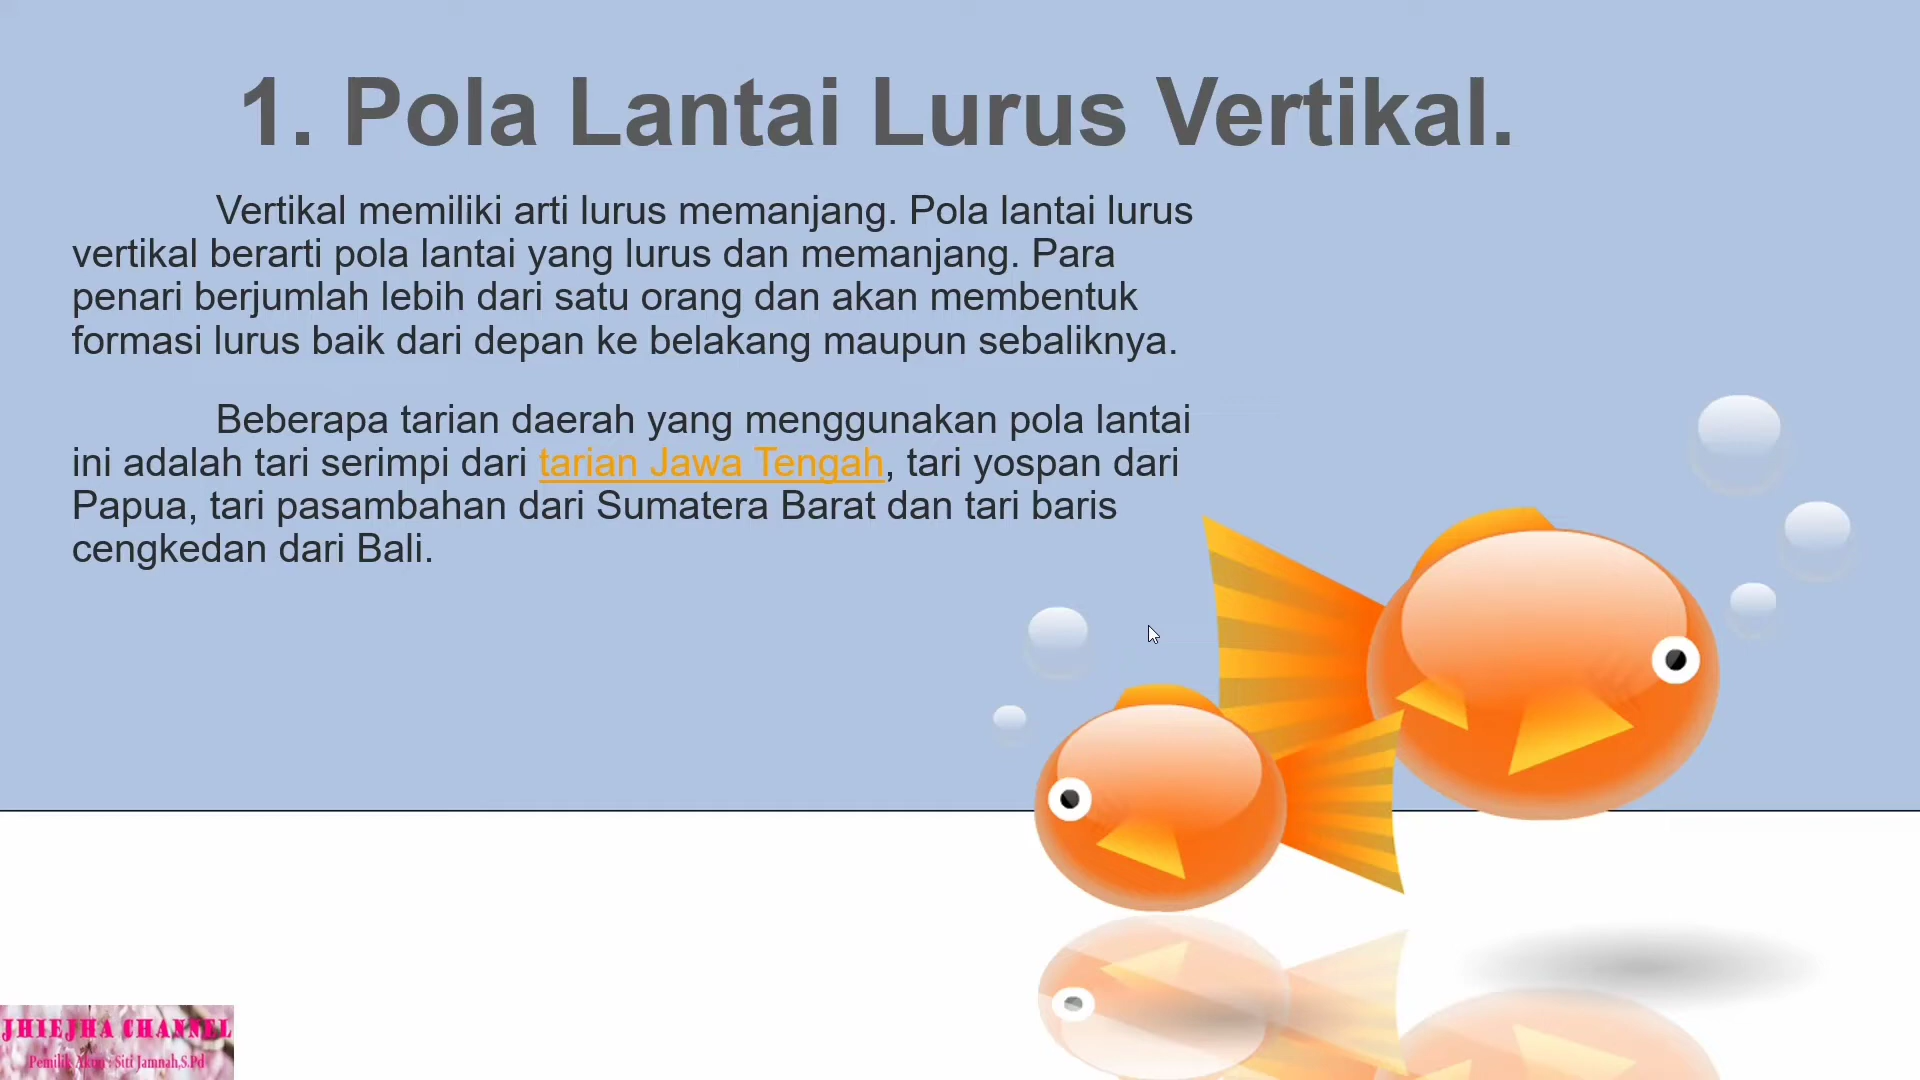 1. Pola Lantai Lurus Vertikal.
Vertikal memiliki arti lurus memanjang. Pola lantai lurus
vertikal berarti pola lantai yang lurus dan memanjang. Para
penari berjumlah lebih dari satu orang dan akan membentuk
formasi lurus baik dari depan ke belakang maupun sebaliknya.
Beberapa tarian daerah yang menggunakan pola lantai
ini adalah tari serimpi dari tarian Jawa Tengah, tari yospan dari
Papua, tari pasambahan dari Sumatera Barat dan tari baris
cengkedan dari Bali.
JHIEJHA CHANNEL
Pemilik Akun : Siti Jamnah,S.Pd